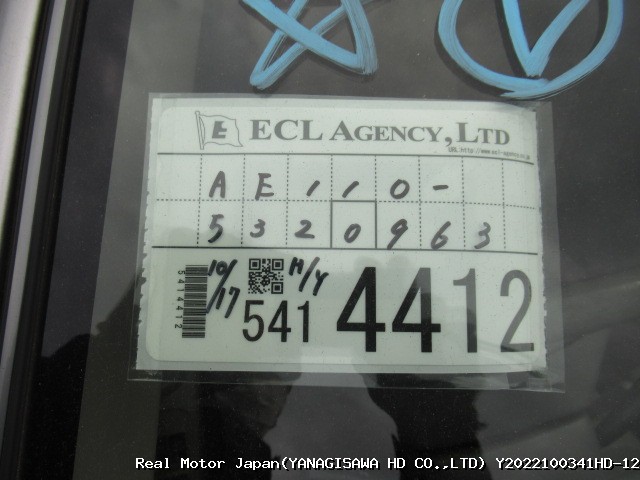 E ECL AGENCY, LTD
URL http://www.ecl-agency.co.jp
AE110-
5320963
10/17 M/Y
5414412
541 4412
Real Motor Japan(YANAGISAWA HD CO.,LTD) Y2022100341HD-12